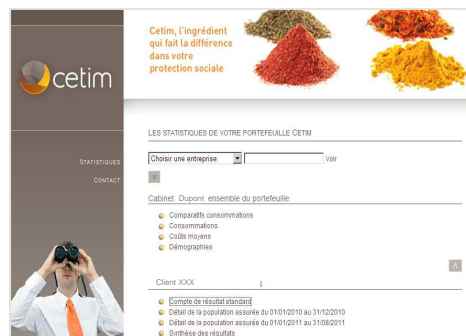 Cetim, l'ingrédient
qui fait la différence
dans votre
protection sociale
cetim
LES STATISTIQUES DE VOTRE PORTEFEUILLE CETIM
STATISTIQUES
CONTACT
Choisir une entreprise Voir
Cabinet Dupont ensemble du portefeuille
Comparatifs consommations
Consommations
Coûts moyens
Démographies
Client XXX
Compte de résultat standard
Détail de la population assurée du 01/01/2010 au 31/12/2010
Détail de la population assurée du 01/01/2011 au 31/08/2011
Synthèse des résultats